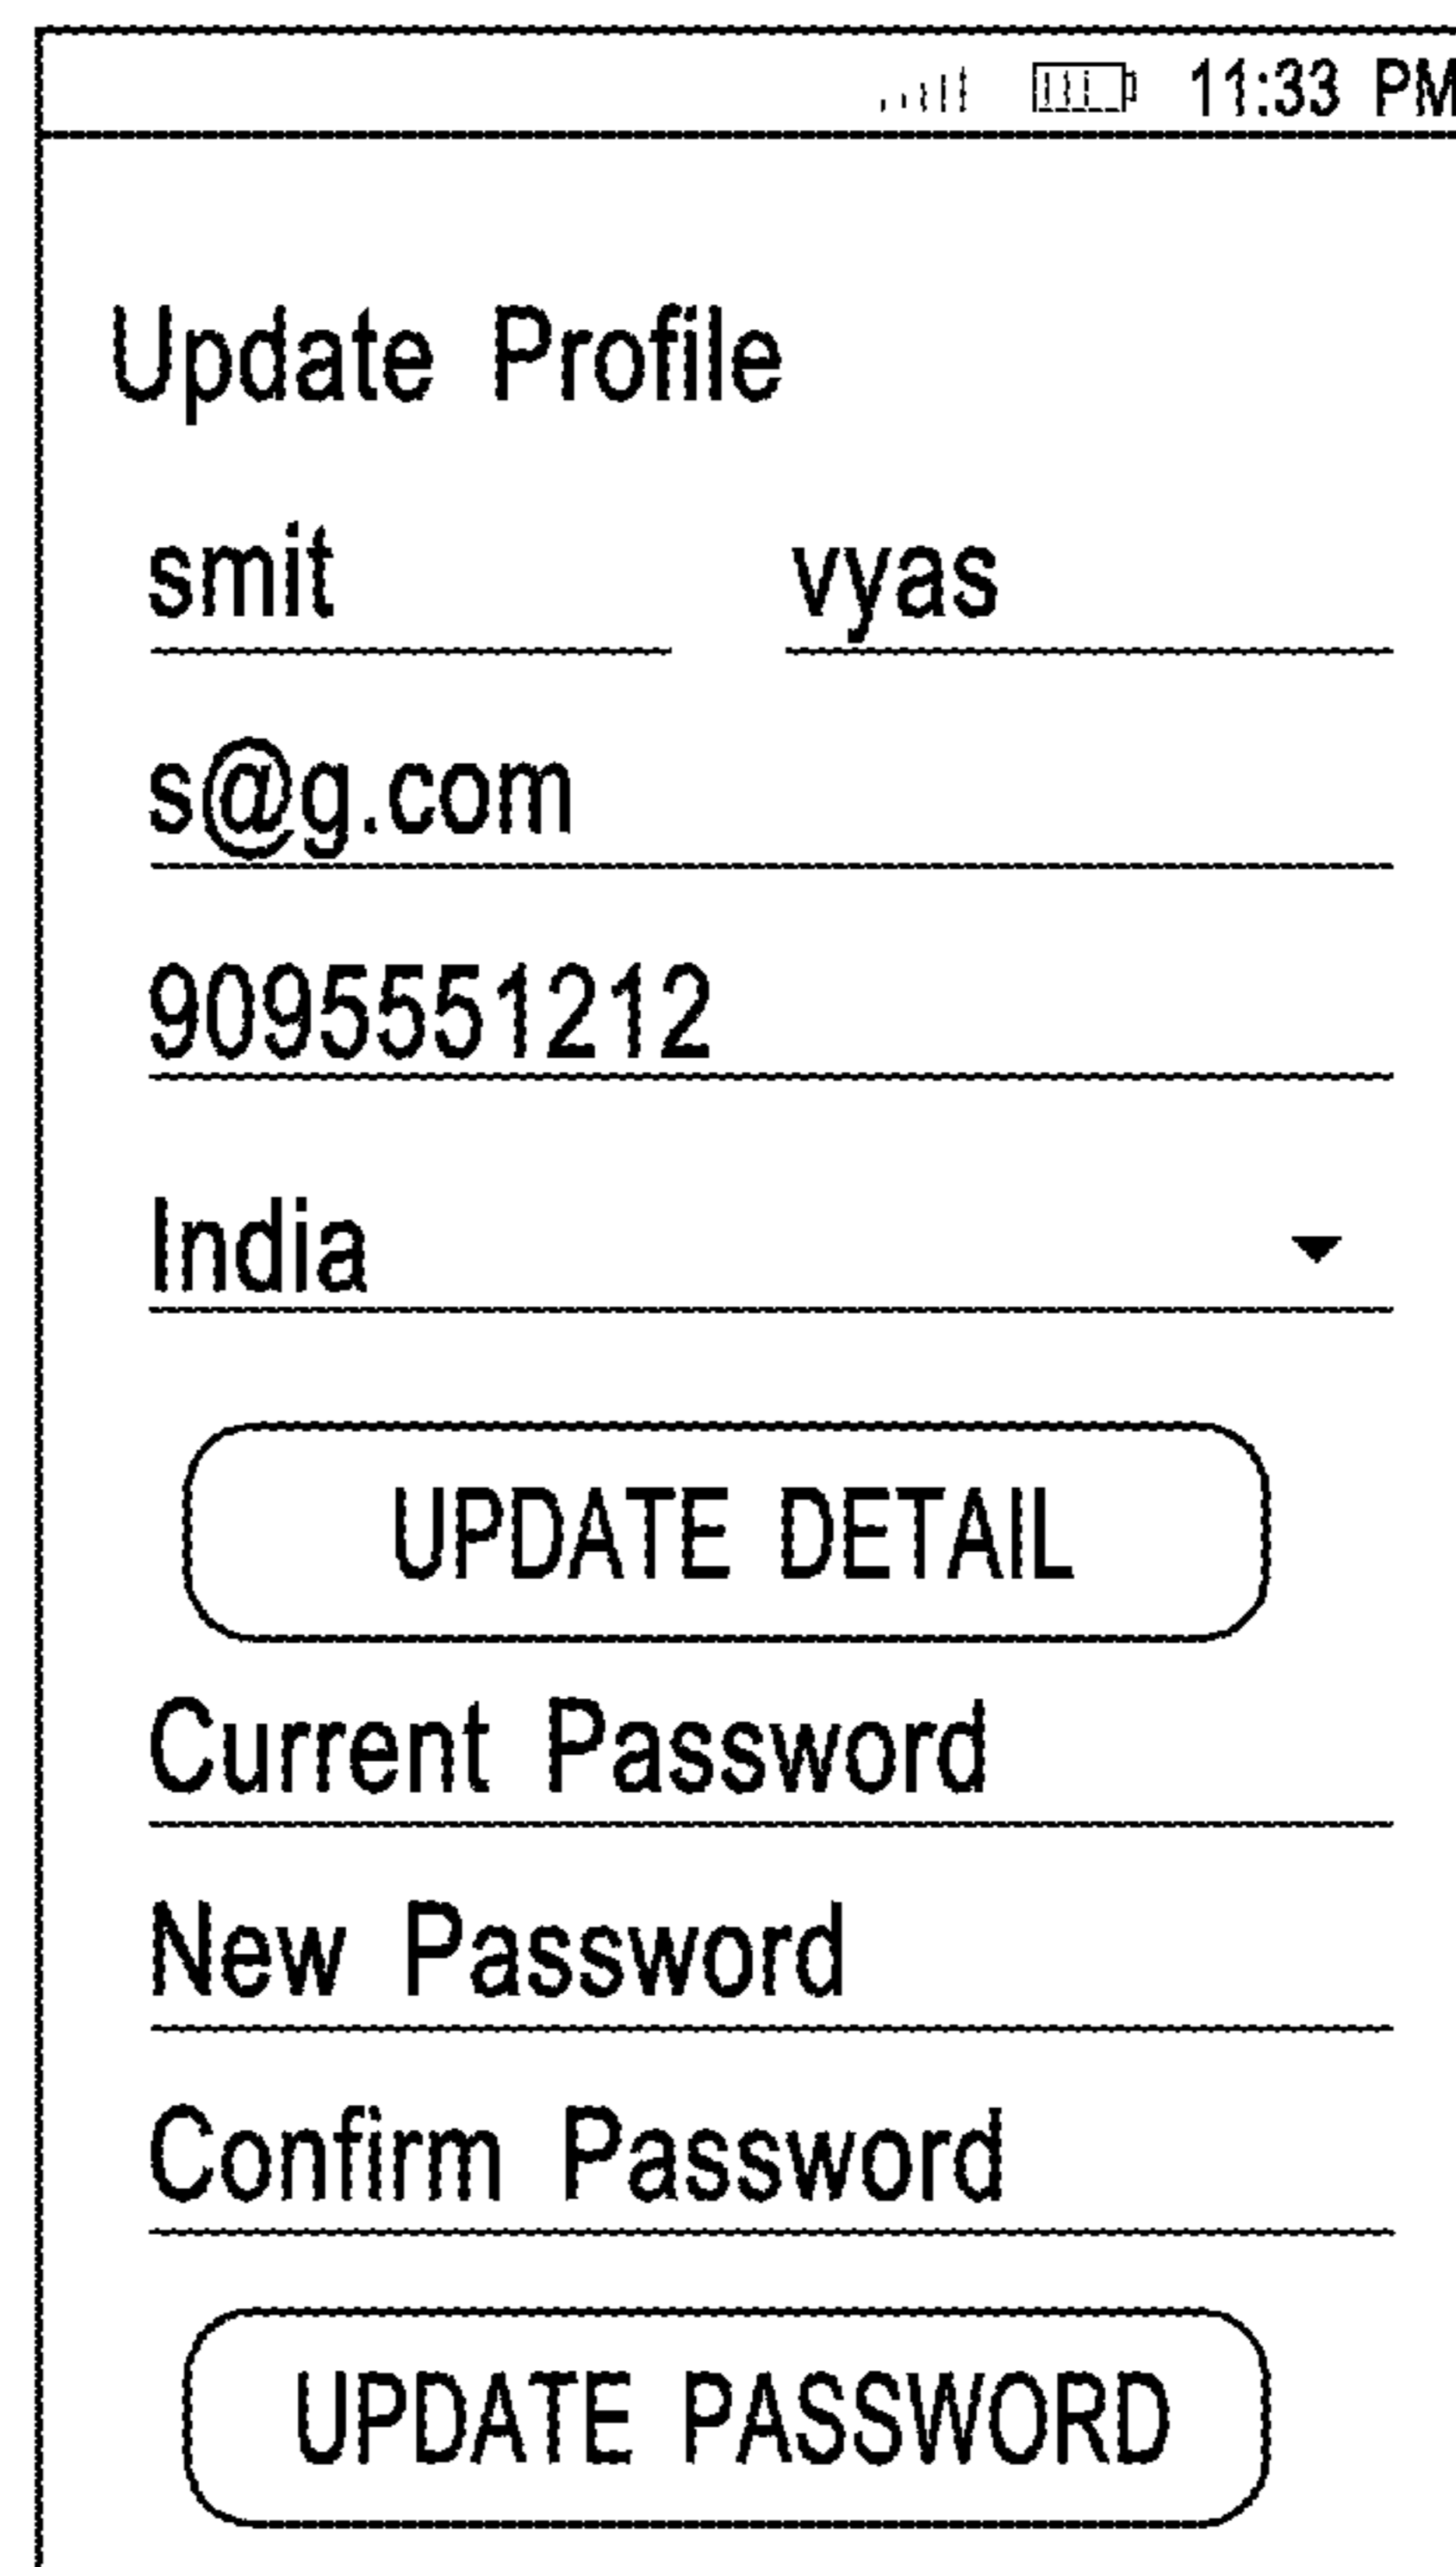 11:33 PM
Update Profile
smit vyas
s@g.com
9095551212
India
UPDATE DETAIL
Current Password
New Password
Confirm Password
UPDATE PASSWORD